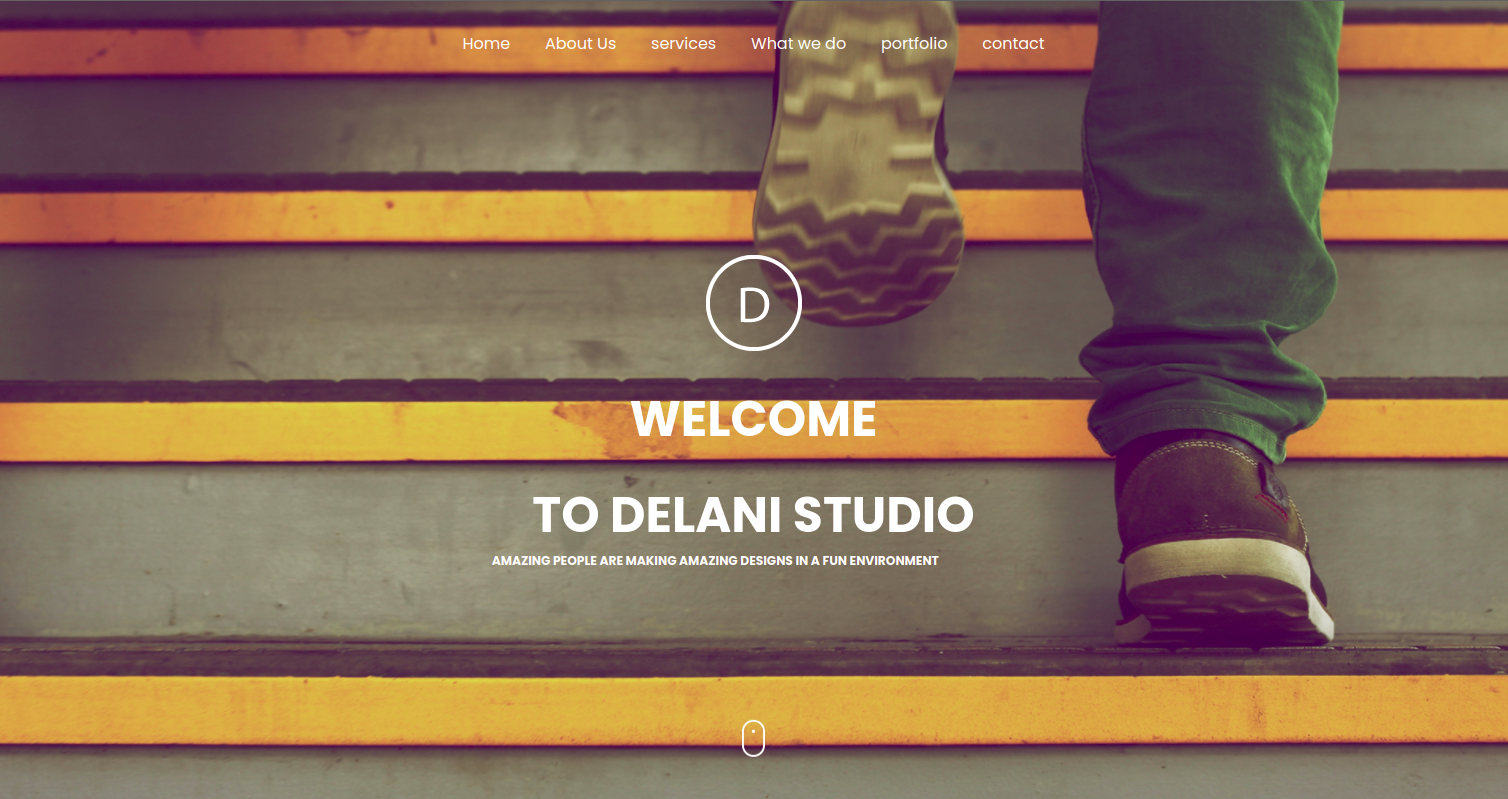 Home About Us services What we do portfolio contact
D
WELCOME
TO DELANI STUDIO
AMAZING PEOPLE ARE MAKING AMAZING DESIGNS IN A FUN ENVIRONMENT